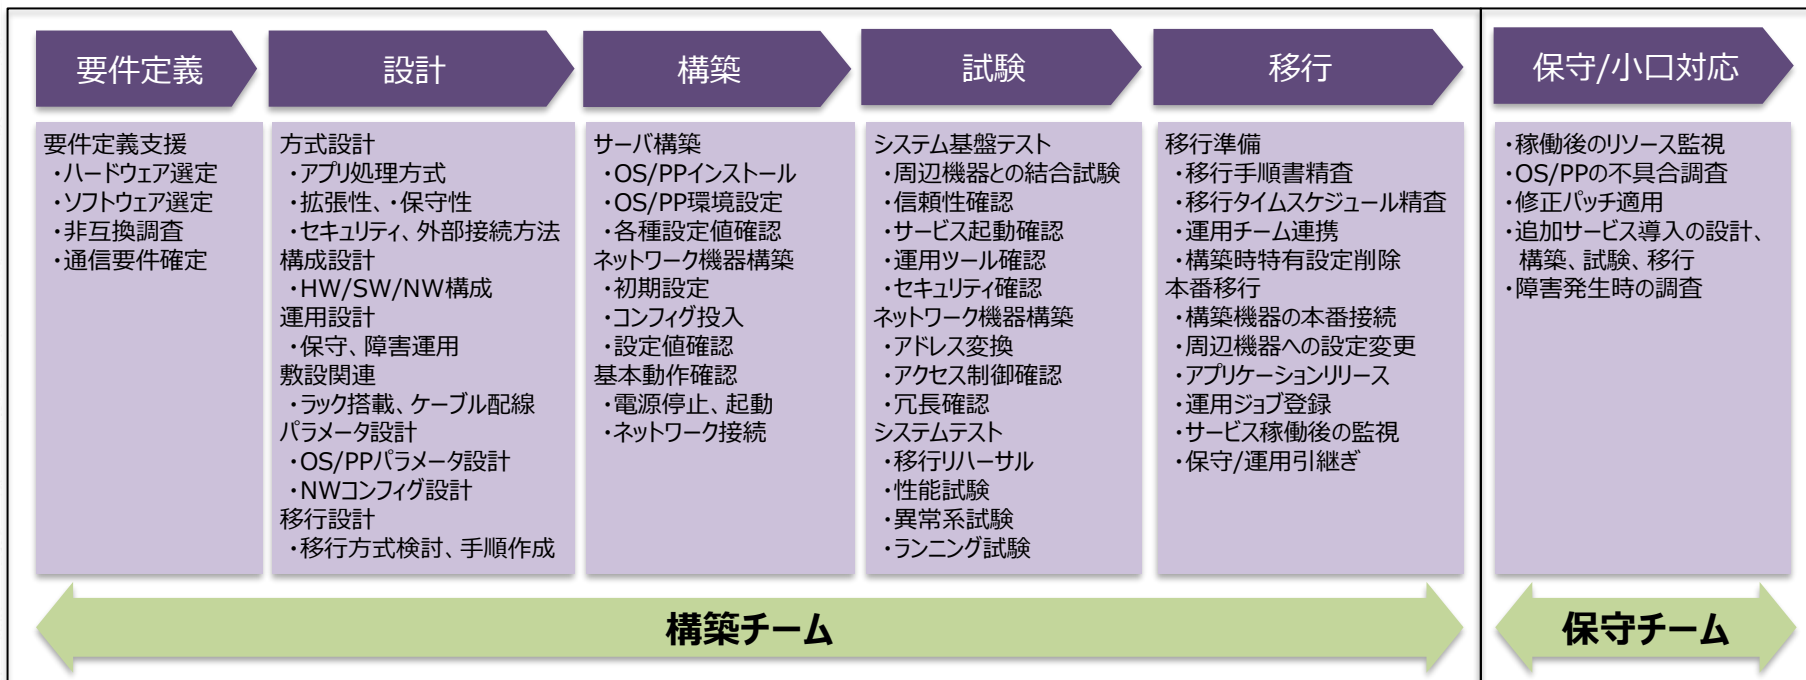 要件定義
設計
構築
試験
移行
保守/小口対応
要件定義支援
・ハードウェア選定
・ソフトウェア選定
・非互換調査
・通信要件確定
方式設計
・アプリ処理方式
・拡張性、・保守性
・セキュリティ、外部接続方法
構成設計
・HW/SW/NW構成
運用設計
・保守、障害運用
敷設関連
・ラック搭載、ケーブル配線
パラメータ設計
・OS/PPパラメータ設計
・NWコンフィグ設計
移行設計
・移行方式検討、手順作成
サーバ構築
・OS/PPインストール
・OS/PP環境設定
・各種設定値確認
ネットワーク機器構築
・初期設定
・コンフィグ投入
・設定値確認
基本動作確認
・電源停止、起動
・ネットワーク接続
システム基盤テスト
・周辺機器との結合試験
・信頼性確認
・サービス起動確認
・運用ツール確認
・セキュリティ確認
ネットワーク機器構築
・アドレス変換
・アクセス制御確認
・冗長確認
システムテスト
・移行リハーサル
・性能試験
・異常系試験
・ランニング試験
移行準備
・移行手順書精査
・移行タイムスケジュール精査
・運用チーム連携
・構築時特有設定削除
本番移行
・構築機器の本番接続
・周辺機器への設定変更
・アプリケーションリリース
・運用ジョブ登録
・サービス稼働後の監視
・保守/運用引継ぎ
・稼働後のリソース監視
・OS/PPの不具合調査
・修正パッチ適用
・追加サービス導入の設計、
構築、試験、移行
・障害発生時の調査
構築チーム
保守チーム